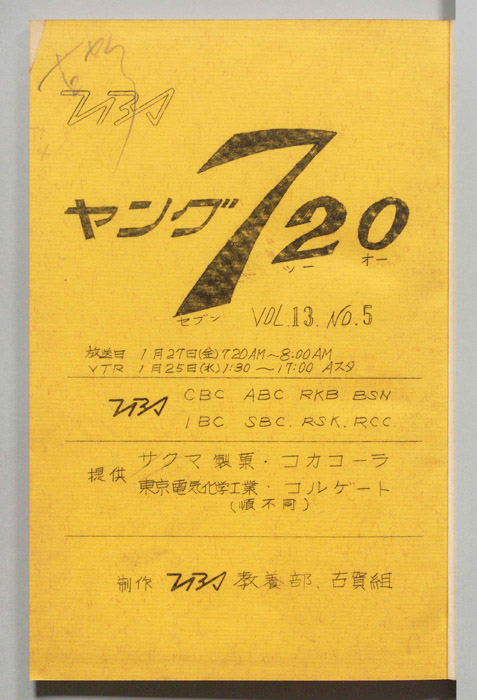 TBS
ヤング720
セブン ツー オー
VOL.13. NO.5
放送日 1月27日(金)7:20AM~8:00AM
VTR 1月25日(水)1:30~17:00 Aスタ
TBS CBC ABC RKB BSN
IBC SBC. RSK. RCC
提供 サクマ製菓・コカコーラ
東京電気化学工業・コルゲート
(順不同)
制作 TBS 教養部、古賀組